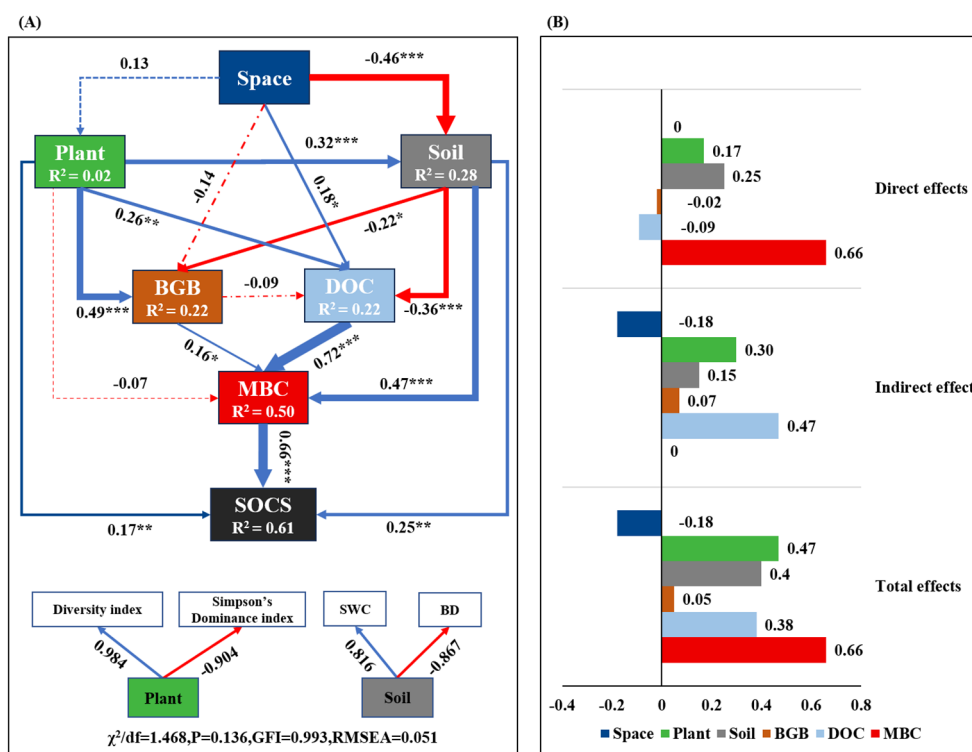 (A)
Space
0.13
-0.46***
Plant
R² = 0.02
0.32***
Soil
R² = 0.28
-0.14
0.18*
0.26**
-0.22*
BGB
R² = 0.22
-0.09
DOC
R² = 0.22
0.49***
-0.36***
0.16*
0.72***
-0.07
MBC
R² = 0.50
0.47***
0.66***
SOCS
R² = 0.61
0.17**
0.25**
Diversity index
Simpson's
Dominance index
SWC
BD
0.984
-0.904
0.816
-0.867
Plant
Soil
χ²/df=1.468,P=0.136,GFI=0.993,RMSEA=0.051
(B)
0
0.17
0.25
-0.02
-0.09
0.66
Direct effects
-0.18
0.30
0.15
0.07
0.47
0
Indirect effect
-0.18
0.47
0.4
0.05
0.38
0.66
Total effects
-0.4 -0.2 0 0.2 0.4 0.6 0.8
Space Plant Soil BGB DOC MBC